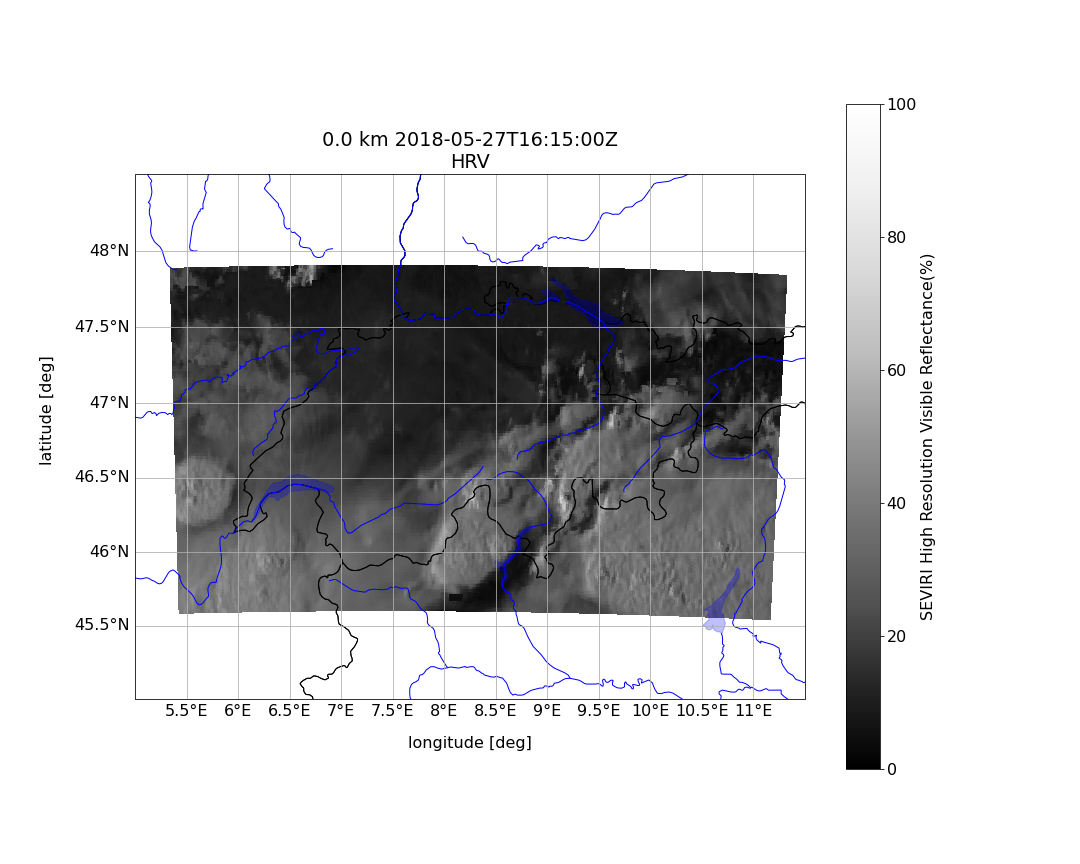 0.0 km 2018-05-27T16:15:00Z
HRV
100
80
60
40
20
0
SEVIRI High Resolution Visible Reflectance(%)
48°N
47.5°N
47°N
46.5°N
46°N
45.5°N
latitude [deg]
5.5°E 6°E 6.5°E 7°E 7.5°E 8°E 8.5°E 9°E 9.5°E 10°E 10.5°E 11°E
longitude [deg]